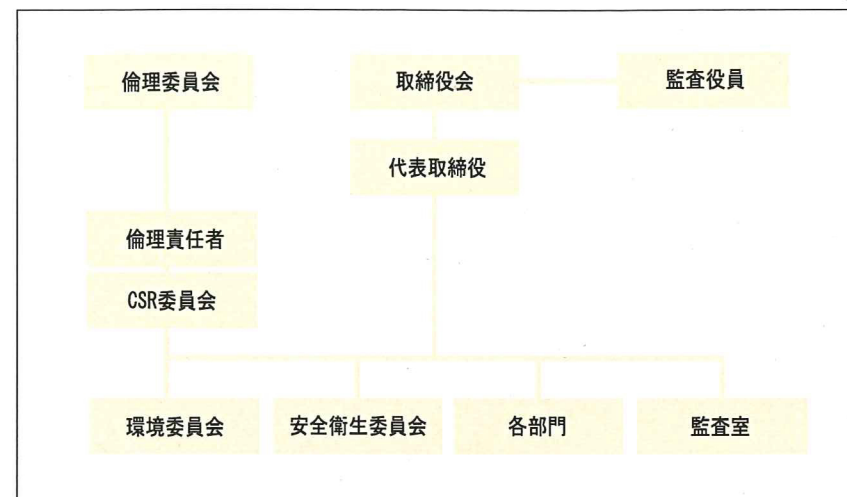 倫理委員会
取締役会
監査役員
代表取締役
倫理責任者
CSR委員会
環境委員会
安全衛生委員会
各部門
監査室